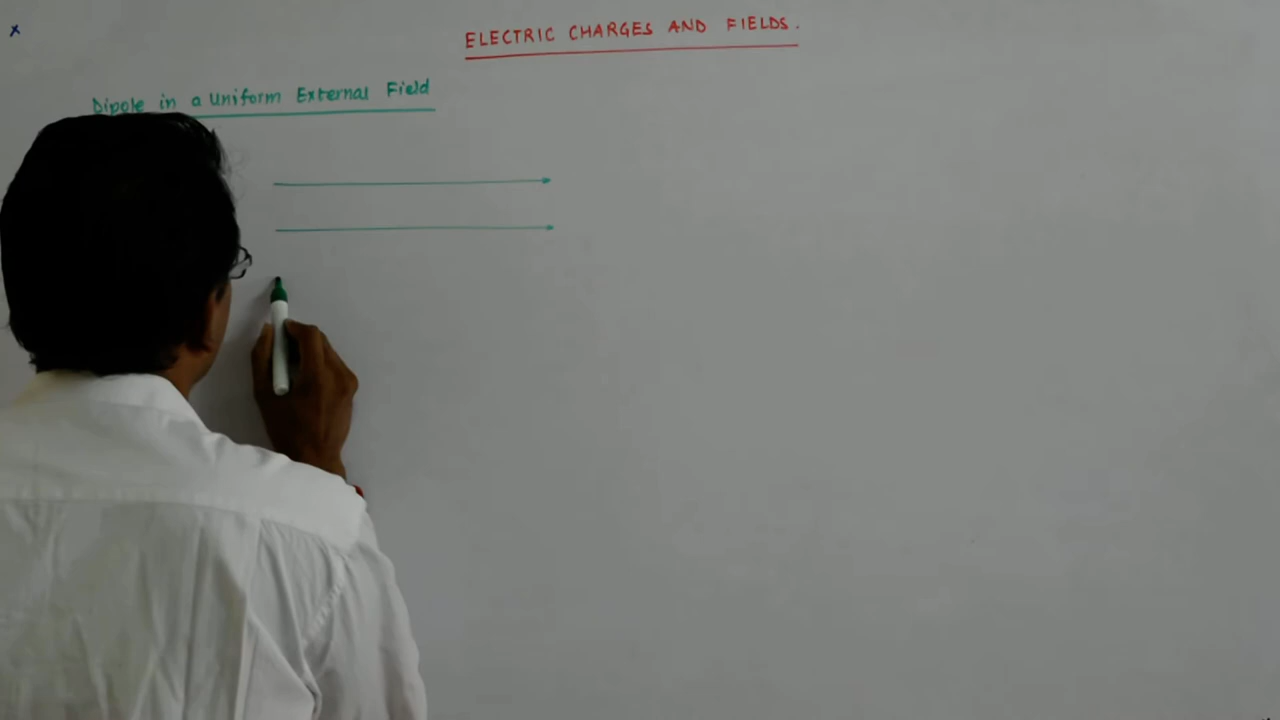 ELECTRIC CHARGES AND FIELDS.
Dipole in a Uniform External Field